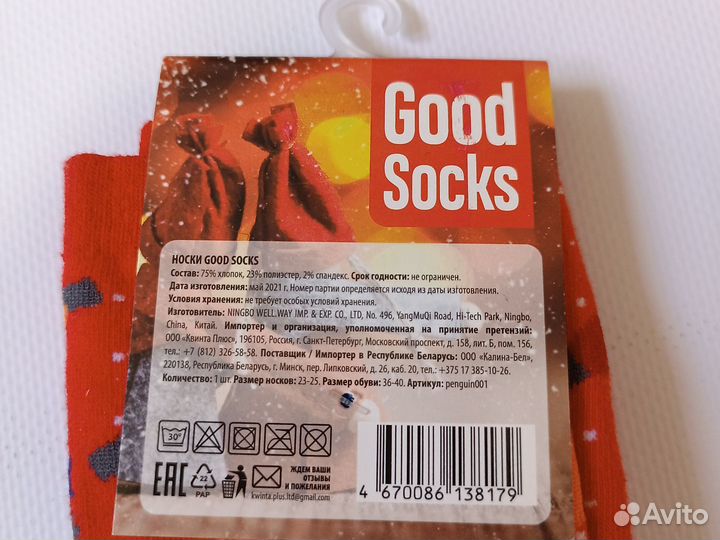 Good
Socks
НОСКИ GOOD SOCKS
Состав: 75% хлопок, 23% полиэстер, 2% спандекс. Срок годности: не ограничен.
Дата изготовления: май 2021 г. Номер партии определяется исходя из даты изготовления.
Условия хранения: не требует особых условий хранения.
Изготовитель: NINGBO WELL.WAY IMP. & EXP. CO., LTD, No. 496, YangMuQi Road, Hi-Tech Park, Ningbo,
China, Китай. Импортер и организация, уполномоченная на принятие претензий:
ООО «Квинта Плюс», 196105, Россия, г. Санкт-Петербург, Московский проспект, д. 158, лит. Б, пом. 156,
тел.: +7 (812) 326-58-58. Поставщик / Импортер в Республике Беларусь: ООО «Калина-Бел»,
220138, Республика Беларусь, г. Минск, пер. Липковский, д. 26, каб. 20, тел.: +375 17 385-10-26.
Количество: 1 шт. Размер носков: 23-25. Размер обуви: 36-40. Артикул: penguin001
30°
EAC
22
PAP
ЖДЕМ ВАШИ
ОТЗЫВЫ
И ПОЖЕЛАНИЯ
kwinta.plus.ltd@gmail.com
4 670086 138179
Avito